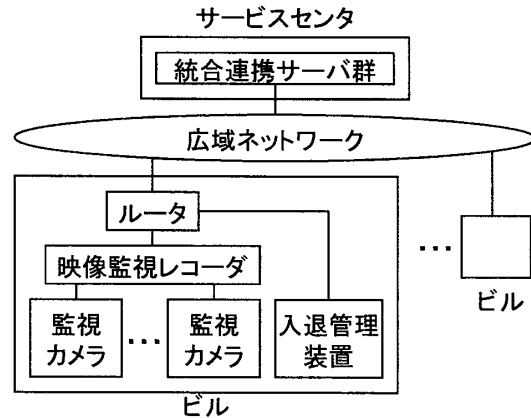 サービスセンタ
統合連携サーバ群
広域ネットワーク
ルータ
映像監視レコーダ
監視
カメラ
…
監視
カメラ
入退管理
装置
ビル
…
ビル